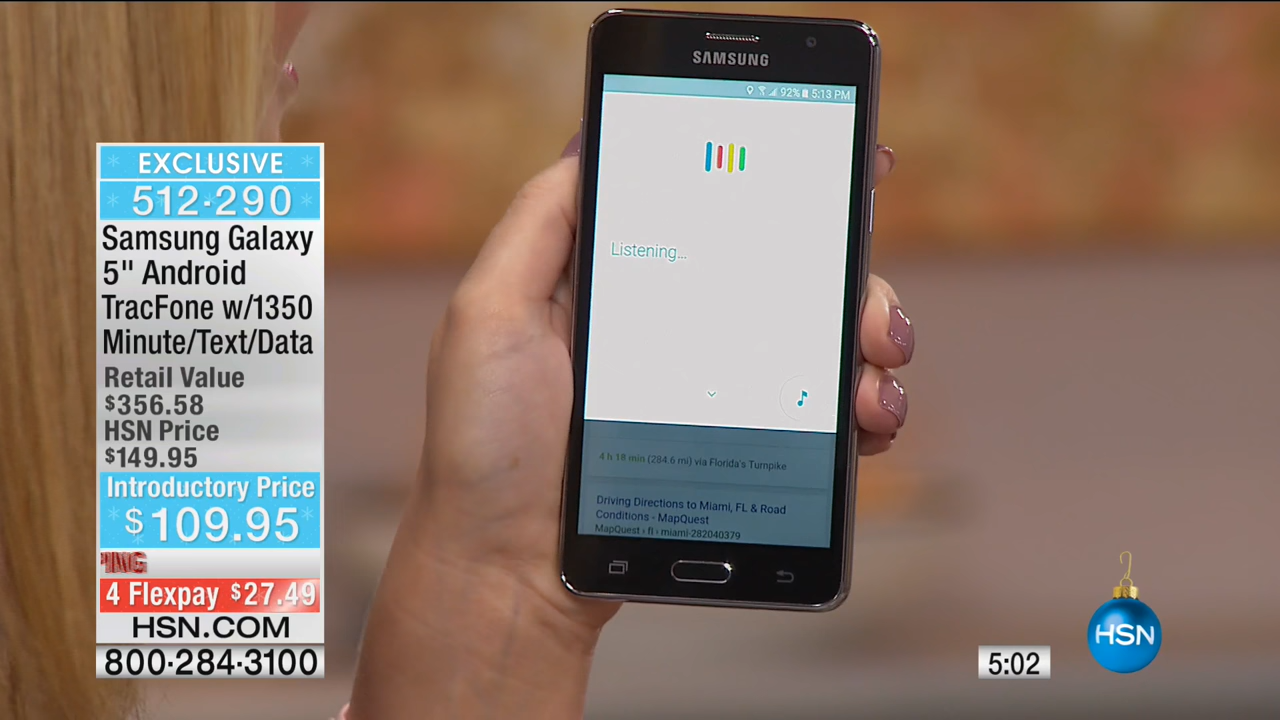 EXCLUSIVE
512-290
Samsung Galaxy
5" Android
TracFone w/1350
Minute/Text/Data
Retail Value
$356.58
HSN Price
$149.95
Introductory Price
$109.95
4 Flexpay $27.49
HSN.COM
800-284-3100
SAMSUNG
92% 5:13 PM
Listening...
4 h 18 min (284.6 mi) via Florida's Turnpike
Driving Directions to Miami, FL & Road
Conditions - MapQuest
MapQuest › fl › miami-282040379
HSN
5:02